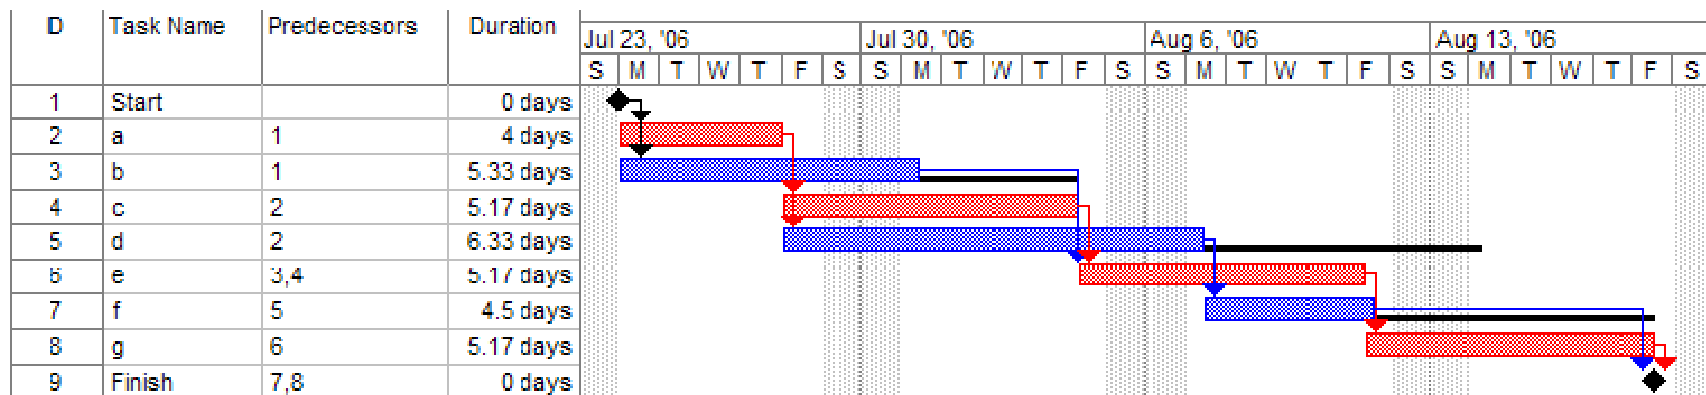 ID Task Name Predecessors Duration
Jul 23, '06 Jul 30, '06 Aug 6, '06 Aug 13, '06
S M T W T F S S M T W T F S S M T W T F S S M T W T F S
1 Start 0 days
2 a 1 4 days
3 b 1 5.33 days
4 c 2 5.17 days
5 d 2 6.33 days
6 e 3,4 5.17 days
7 f 5 4.5 days
8 g 6 5.17 days
9 Finish 7,8 0 days